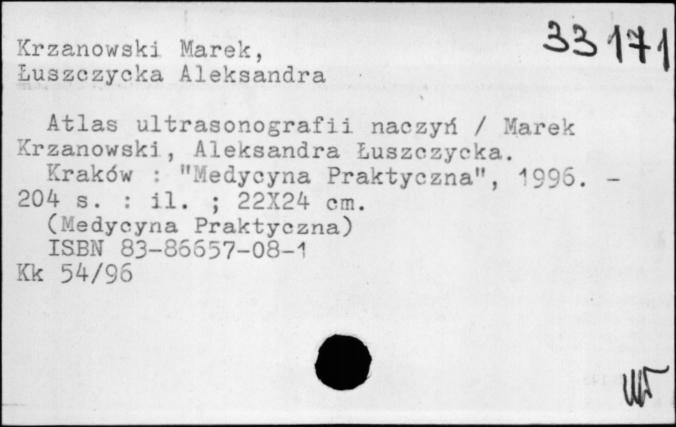 33171
Krzanowski Marek,
Łuszczycka Aleksandra
Atlas ultrasonografii naczyń / Marek
Krzanowski, Aleksandra Łuszczycka.
Kraków : "Medycyna Praktyczna", 1996. -
204 s. : il. ; 22X24 cm.
(Medycyna Praktyczna)
ISBN 83-86657-08-1
Kk 54/96